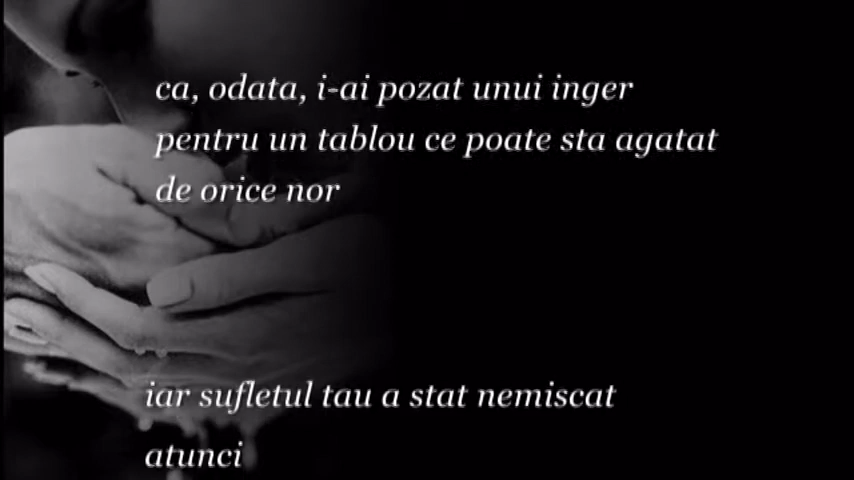 ca, odata, i-ai pozat unui inger
pentru un tablou ce poate sta agatat
de orice nor
iar sufletul tau a stat nemiscat
atunci